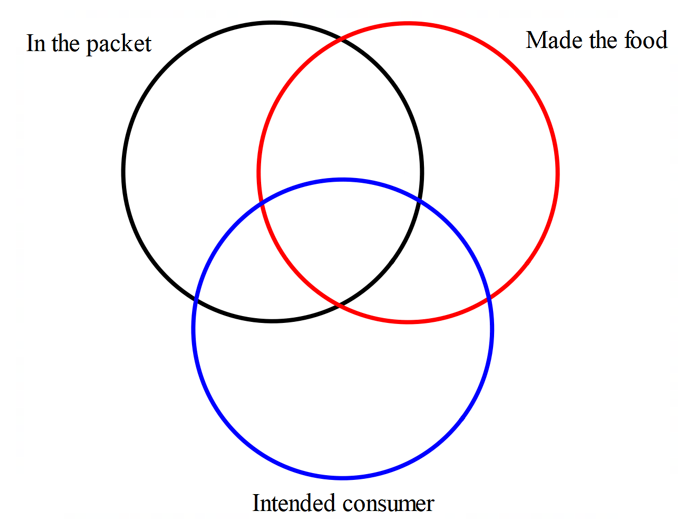 In the packet
Made the food
Intended consumer